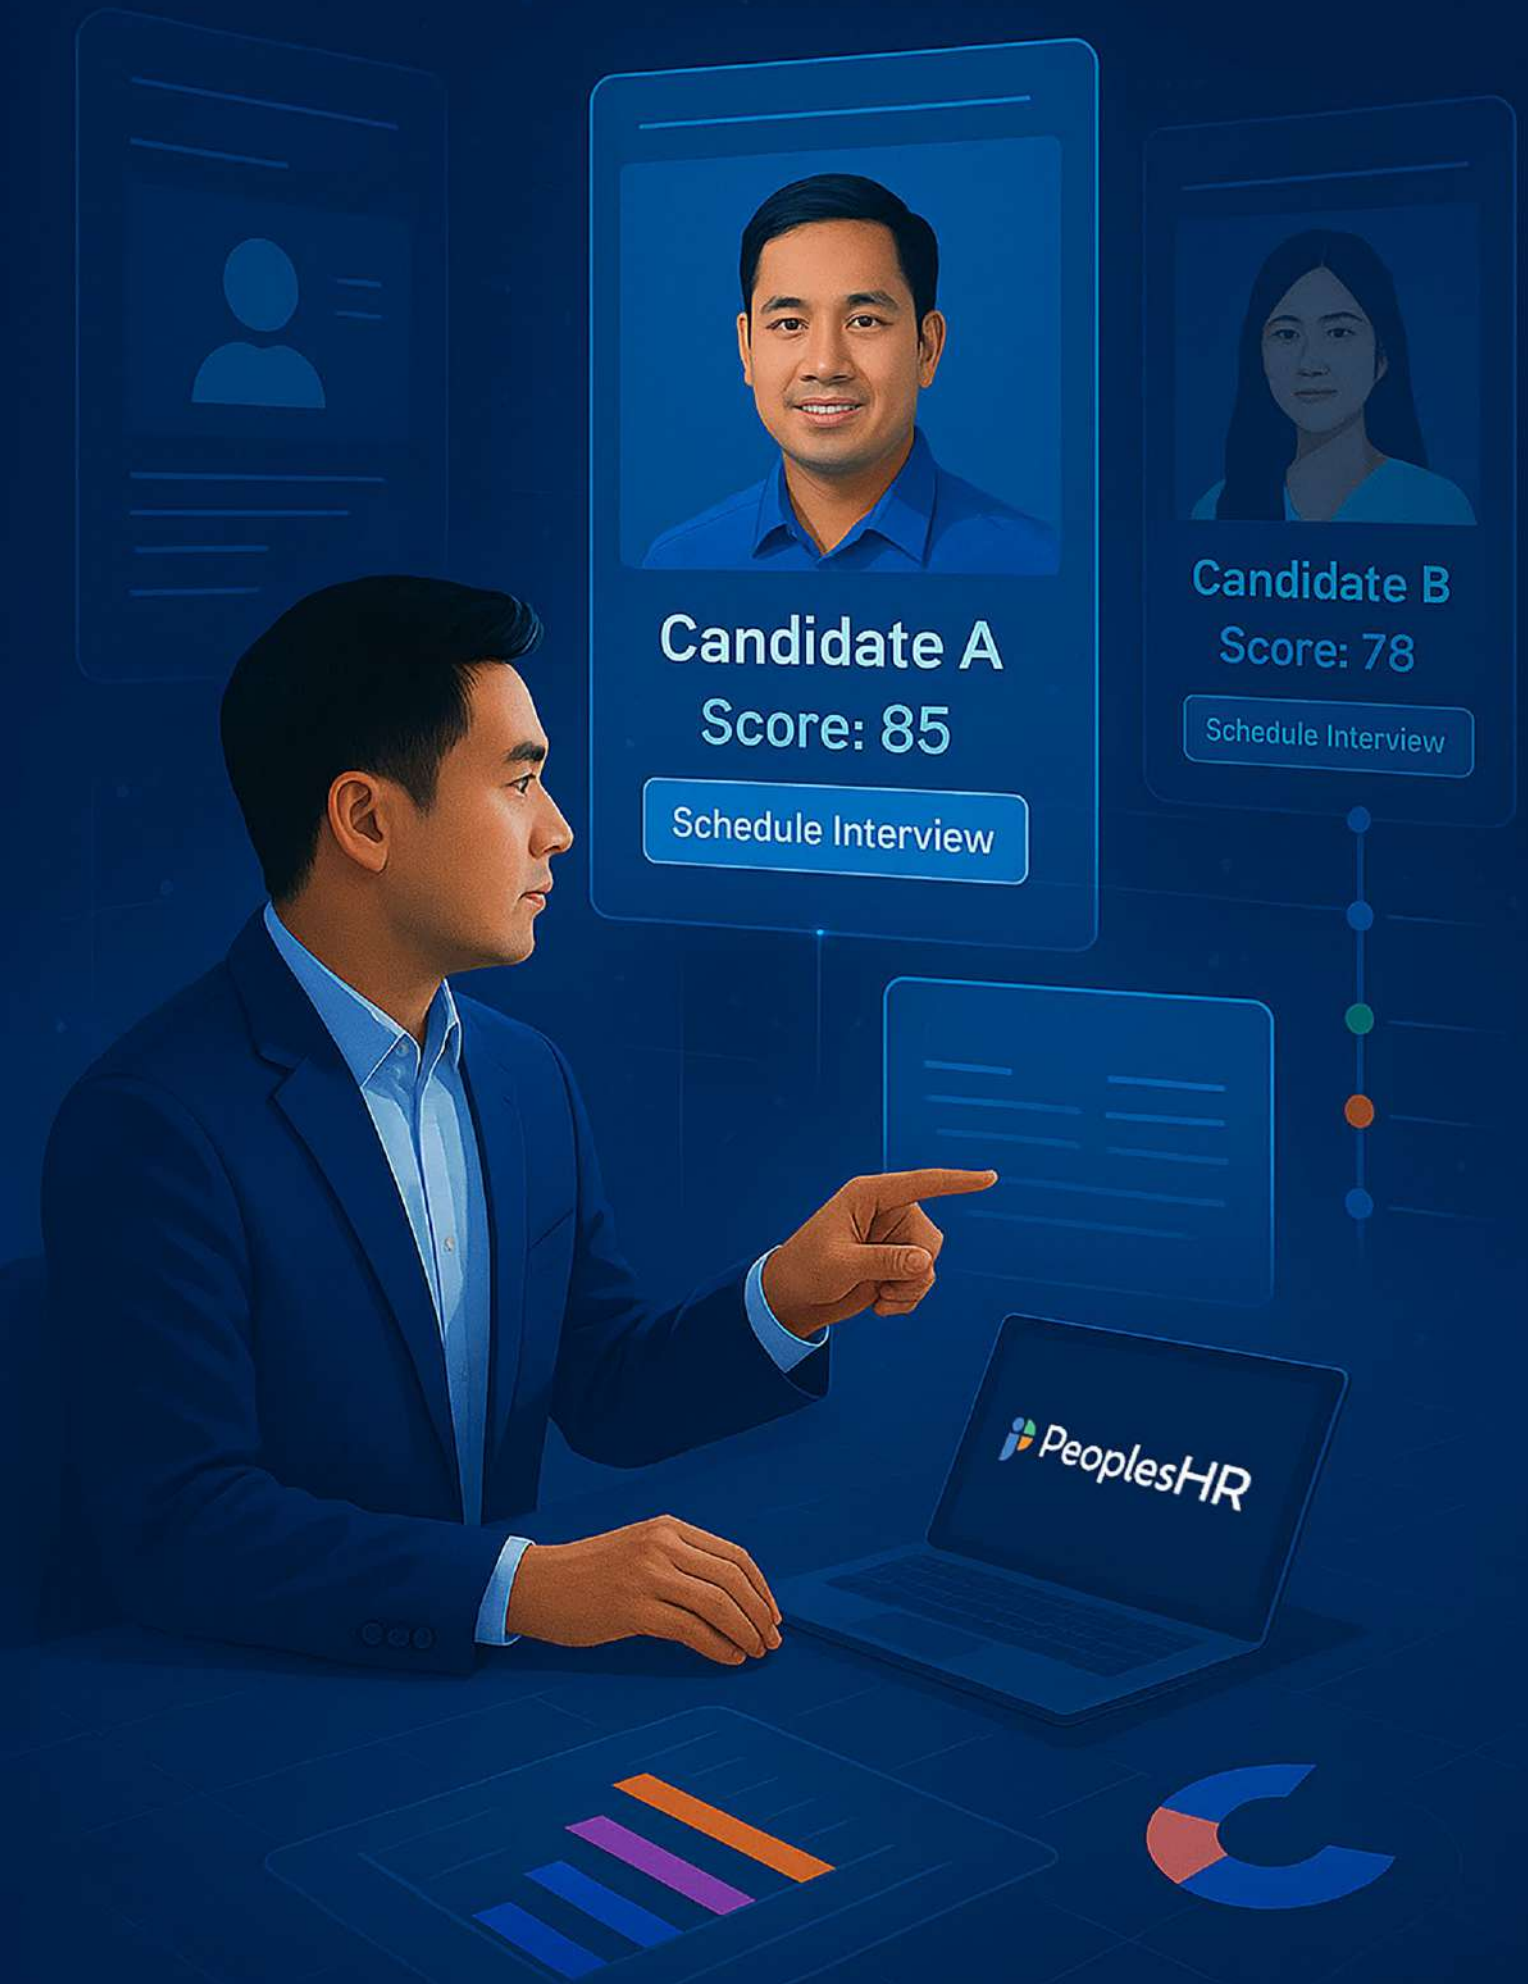 Candidate A
Score: 85
Schedule Interview
Candidate B
Score: 78
Schedule Interview
PeoplesHR